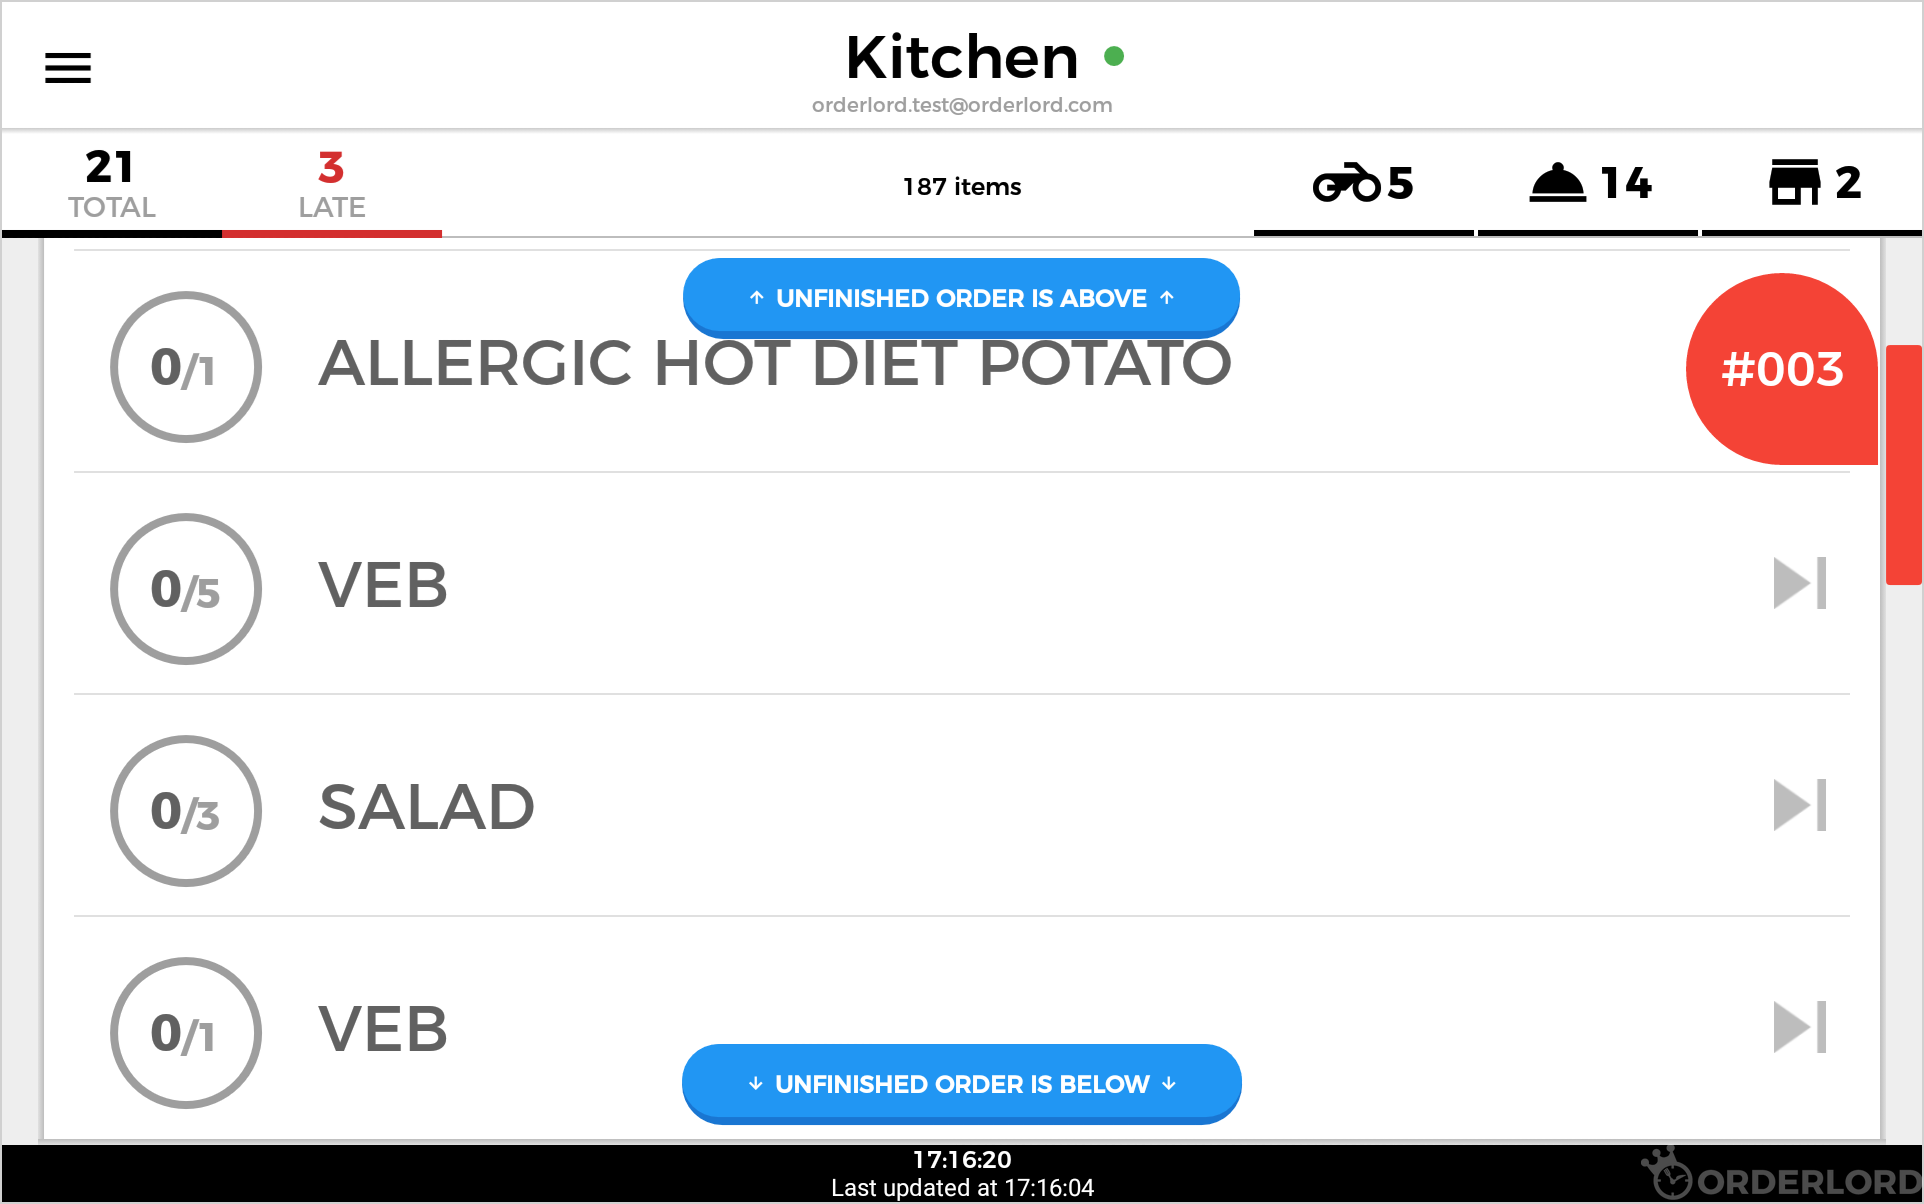 Kitchen
orderlord.test@orderlord.com
21 3 187 items 5 14 2
TOTAL LATE
↑ UNFINISHED ORDER IS ABOVE ↑
0/1 ALLERGIC HOT DIET POTATO #003
0/5 VEB
0/3 SALAD
0/1 VEB
↓ UNFINISHED ORDER IS BELOW ↓
17:16:20
Last updated at 17:16:04
ORDERLORD